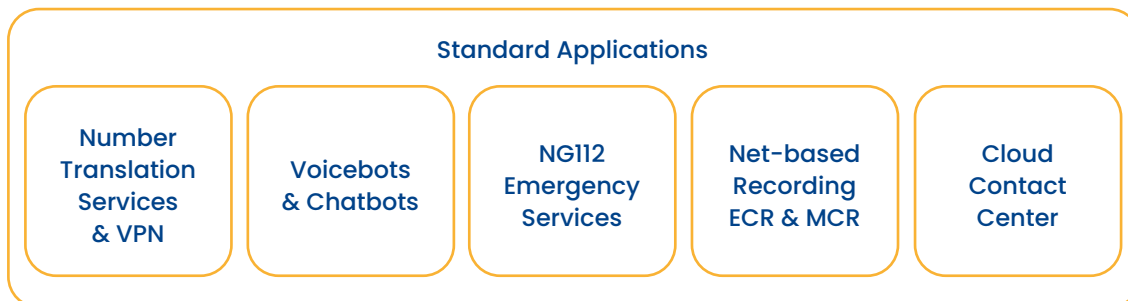 Standard Applications
Number
Translation
Services
& VPN
Voicebots
& Chatbots
NG112
Emergency
Services
Net-based
Recording
ECR & MCR
Cloud
Contact
Center